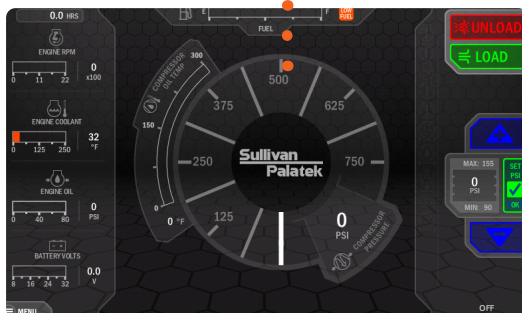 0.0 HRS
ENGINE RPM
0 11 22
0
x100
ENGINE COOLANT
0 125 250
32
°F
ENGINE OIL
0 40 80
0
PSI
BATTERY VOLTS
8 16 24 32
0.0
V
MENU
E F
FUEL
LOW
FUEL
COMPRESSOR
OIL TEMP
300
150
0
0 °F
125
250
375
500
625
750
Sullivan
Palatek
0
PSI
COMPRESSOR
PRESSURE
UNLOAD
LOAD
MAX: 155
0
PSI
MIN: 90
SET
PSI
OK
OFF